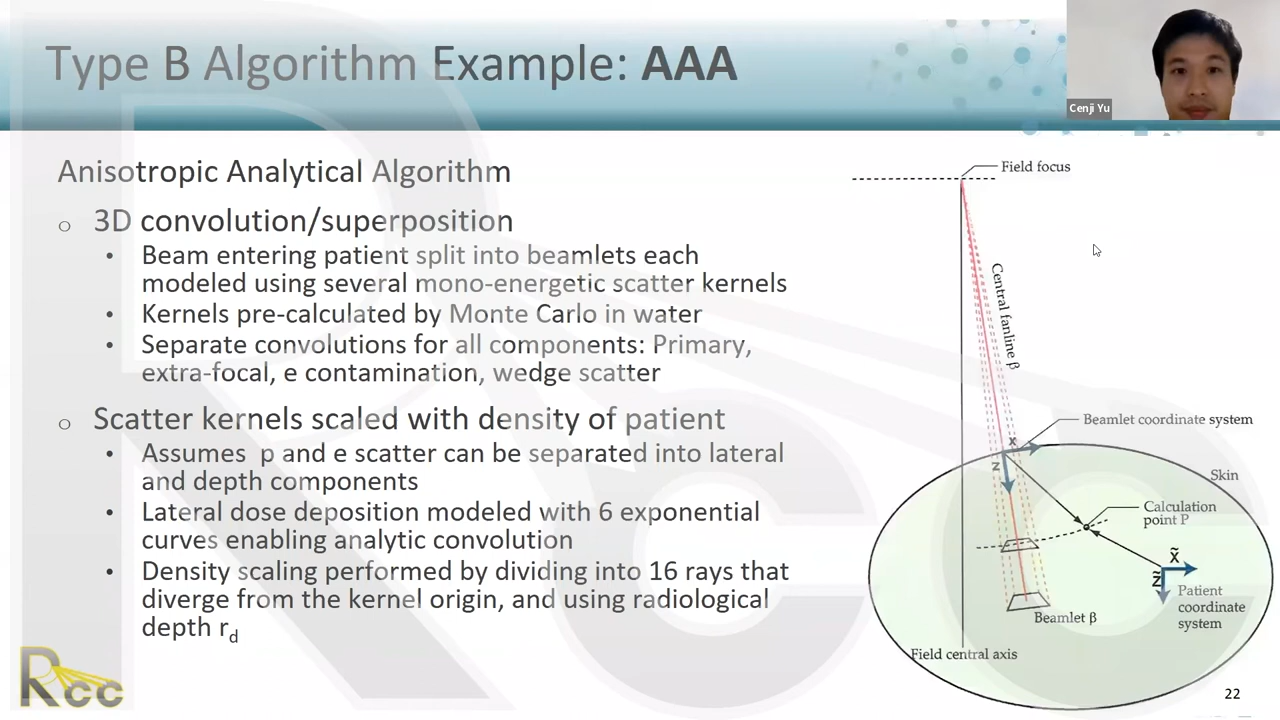 Type B Algorithm Example: AAA
Cenji Yu
Anisotropic Analytical Algorithm
○ 3D convolution/superposition
• Beam entering patient split into beamlets each
modeled using several mono-energetic scatter kernels
• Kernels pre-calculated by Monte Carlo in water
• Separate convolutions for all components: Primary,
extra-focal, e contamination, wedge scatter
○ Scatter kernels scaled with density of patient
• Assumes p and e scatter can be separated into lateral
and depth components
• Lateral dose deposition modeled with 6 exponential
curves enabling analytic convolution
• Density scaling performed by dividing into 16 rays that
diverge from the kernel origin, and using radiological
depth rd
Field focus
Central fanline β
Beamlet coordinate system
X
Z
Skin
Calculation
point P
X̃
Z̃
Patient
coordinate
system
Beamlet β
Field central axis
Rcc
22